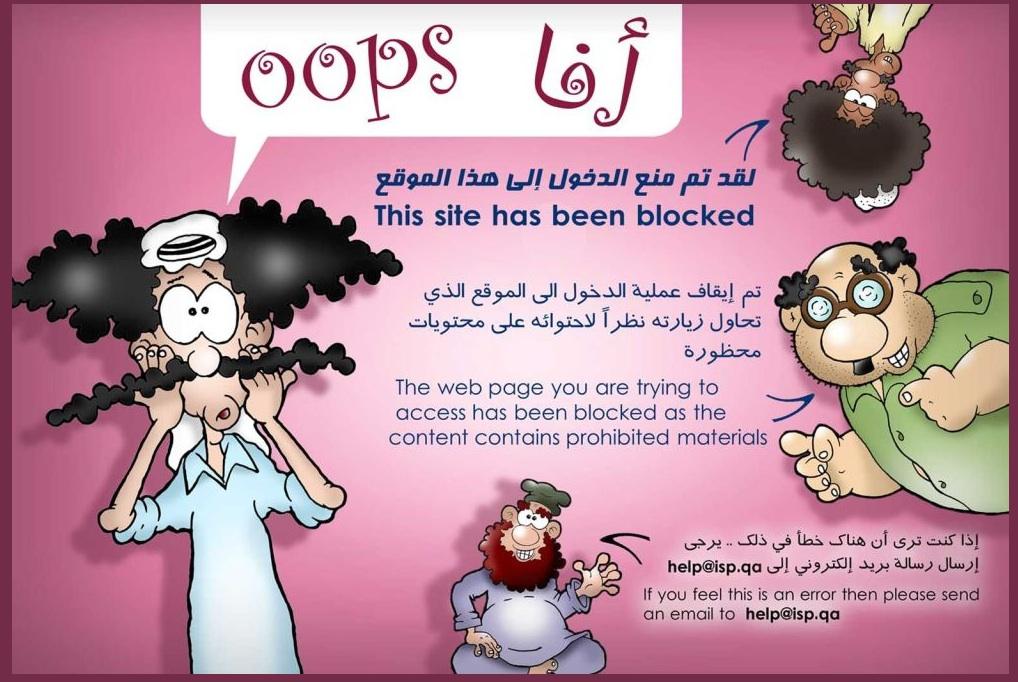 oops أفا
لقد تم منع الدخول إلى هذا الموقع
This site has been blocked
تم إيقاف عملية الدخول الى الموقع الذي
تحاول زيارته نظراً لاحتوائه على محتويات
محظورة
The web page you are trying to
access has been blocked as the
content contains prohibited materials
إذا كنت ترى أن هناك خطأ في ذلك .. يرجى
إرسال رسالة بريد إلكتروني إلى help@isp.qa
If you feel this is an error then please send
an email to help@isp.qa